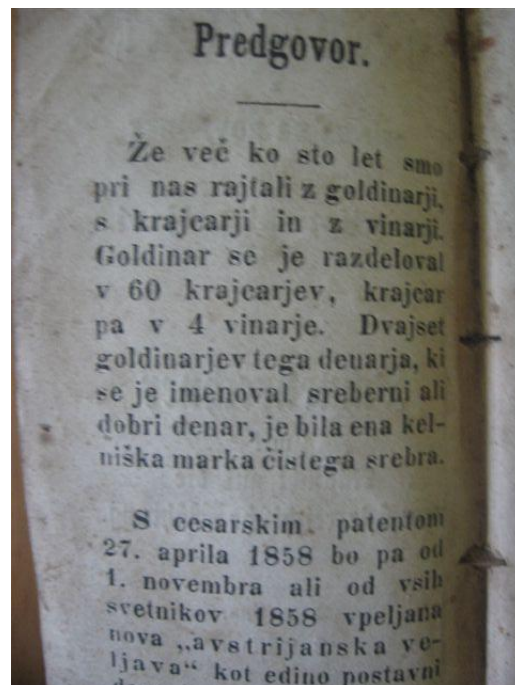 Predgovor.
Že več ko sto let smo
pri nas rajtali z goldinarji,
s krajcarji in z vinarji.
Goldinar se je razdeloval
v 60 krajcarjev, krajcar
pa v 4 vinarje. Dvajset
goldinarjev tega denarja, ki
se je imenoval sreberni ali
dobri denar, je bila ena kel-
niška marka čistega srebra.
S cesarskim patentom
27. aprila 1858 bo pa od
1. novembra ali od vsih
svetnikov 1858 vpeljana
nova „avstrijanska ve-
ljava“ kot edino postavni